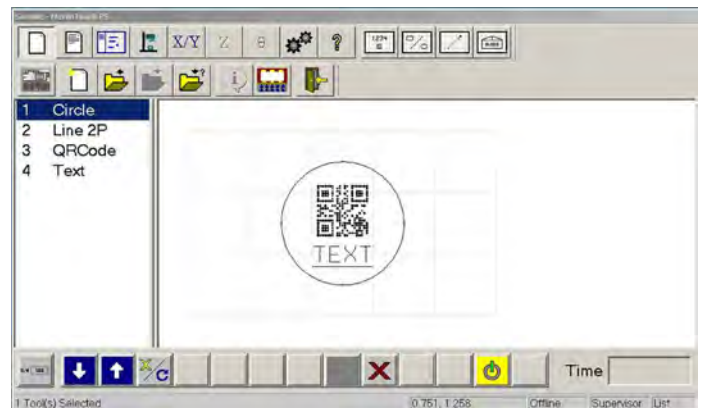 X/Y Z θ ?
1 Circle
2 Line 2P
3 QRCode
4 Text
TEXT
C
Time
1 Tool(s) Selected 0.751, 1.258 Offline Supervisor List